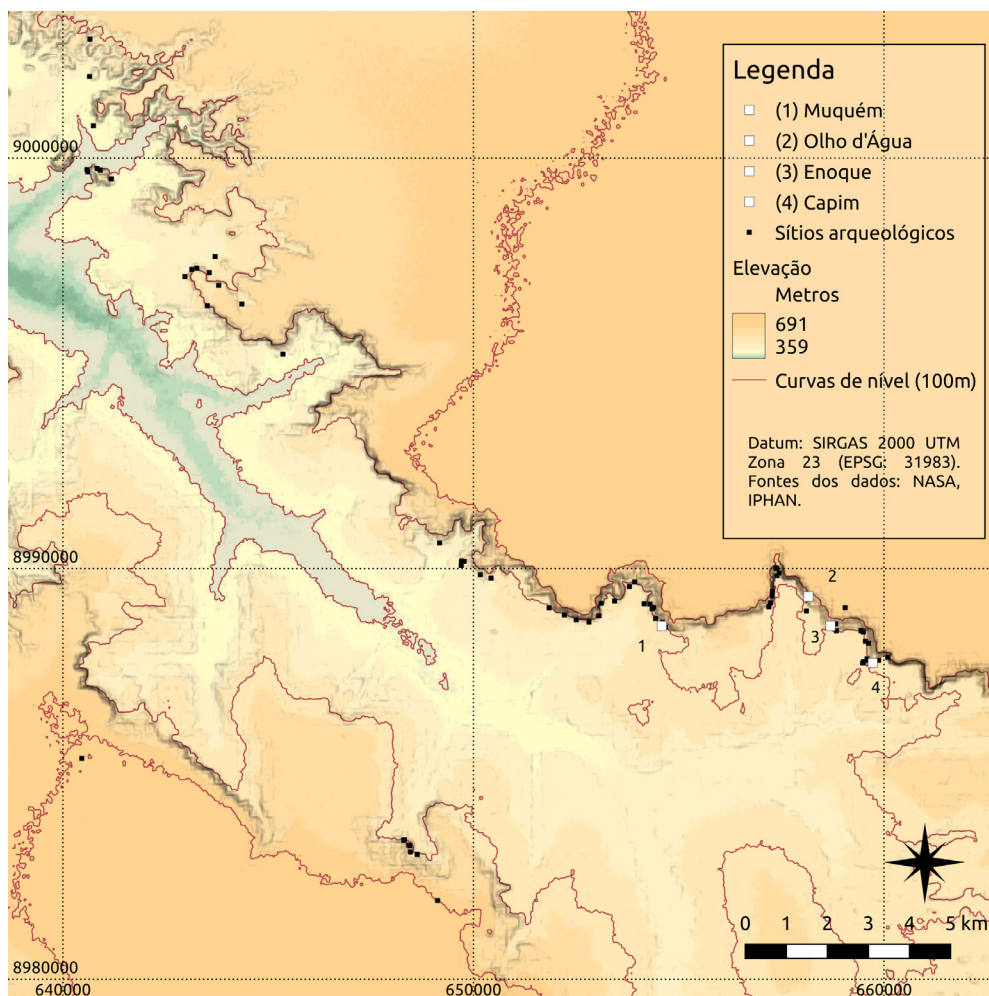 Legenda
(1) Muquém
(2) Olho d'Água
(3) Enoque
(4) Capim
Sítios arqueológicos
Elevação
Metros
691
359
Curvas de nível (100m)
Datum: SIRGAS 2000 UTM
Zona 23 (EPSG: 31983).
Fontes dos dados: NASA,
IPHAN.
9000000
8990000
2
1
3
4
0 1 2 3 4 5 km
8980000
640000 650000 660000